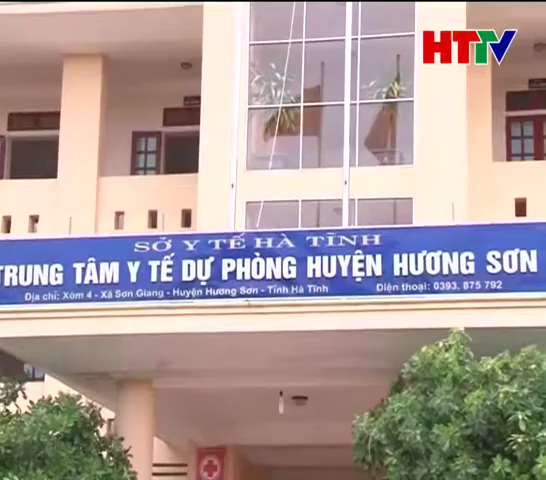 HTTV
SỞ Y TẾ HÀ TĨNH
TRUNG TÂM Y TẾ DỰ PHÒNG HUYỆN HƯƠNG SƠN
Địa chỉ: Xóm 4 - Xã Sơn Giang - Huyện Hương Sơn - Tỉnh Hà Tĩnh Điện thoại: 0393. 875 792